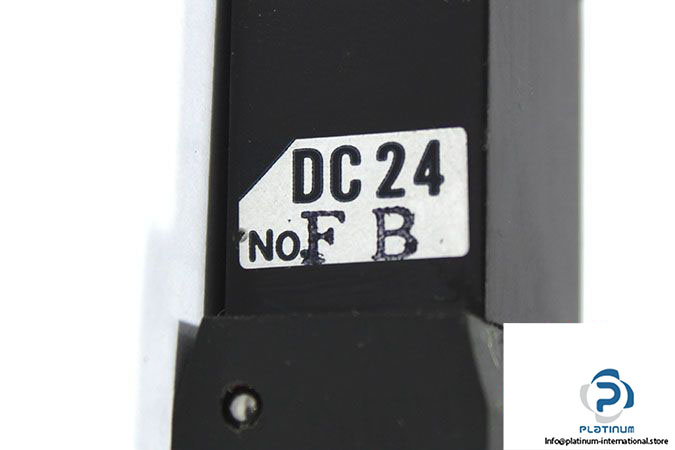 DC 24
NO. F B
PLATINUM
Info@platinum-international.store